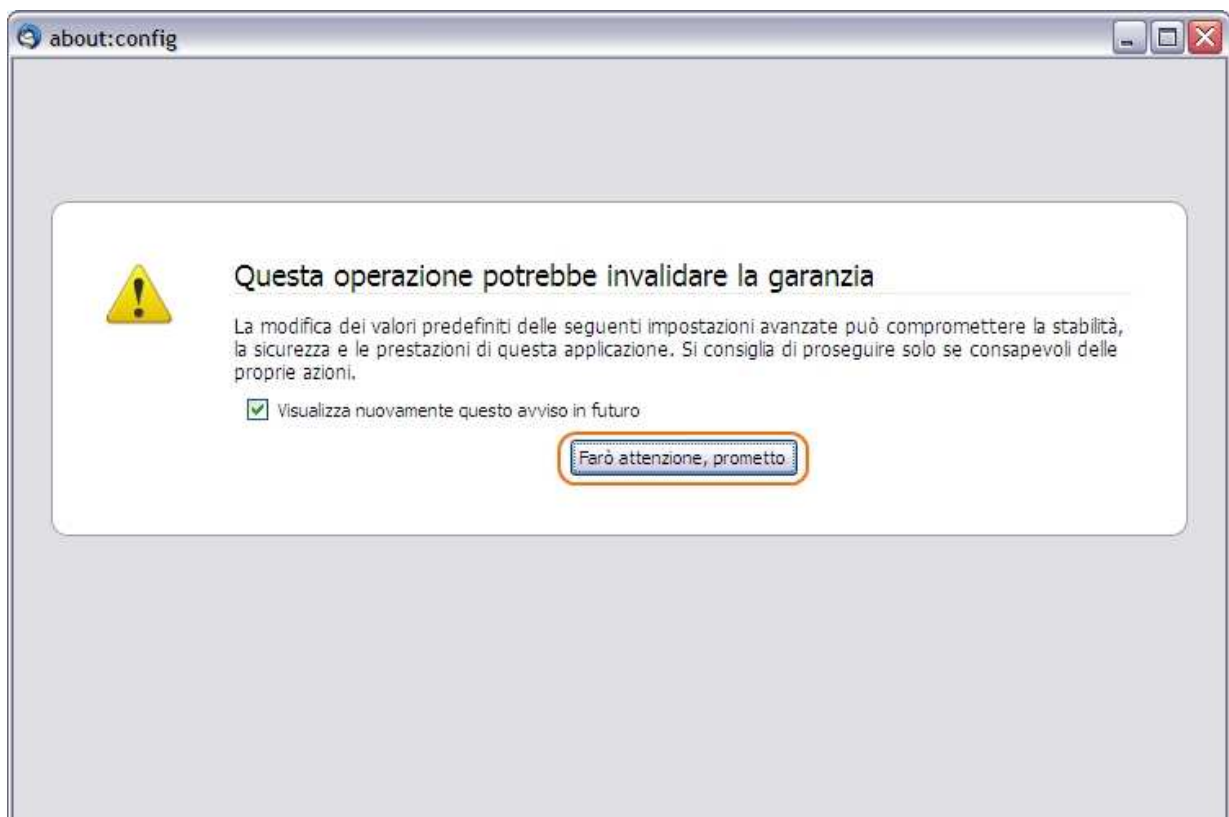 about:config
Questa operazione potrebbe invalidare la garanzia
La modifica dei valori predefiniti delle seguenti impostazioni avanzate può compromettere la stabilità,
la sicurezza e le prestazioni di questa applicazione. Si consiglia di proseguire solo se consapevoli delle
proprie azioni.
Visualizza nuovamente questo avviso in futuro
Farò attenzione, prometto